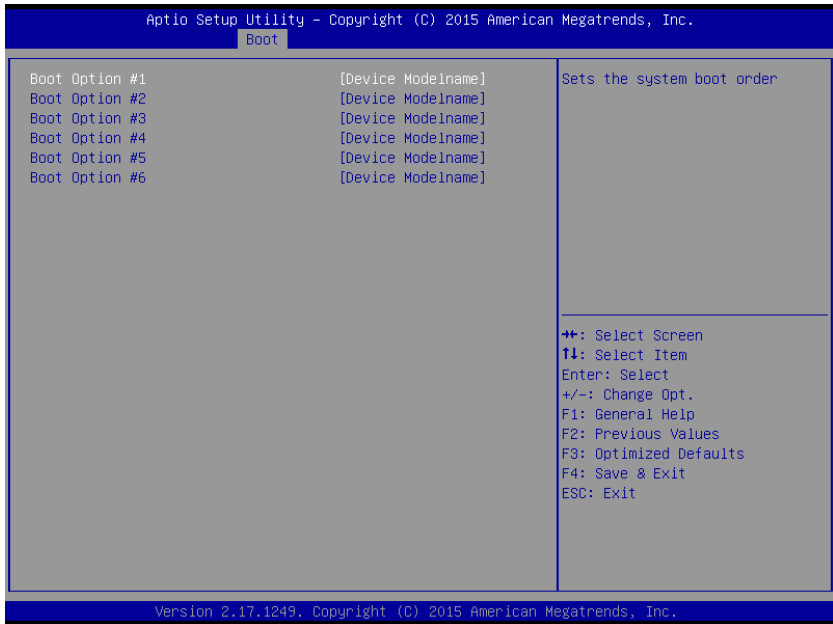 Aptio Setup Utility – Copyright (C) 2015 American Megatrends, Inc.
Boot
Boot Option #1 [Device Modelname]
Boot Option #2 [Device Modelname]
Boot Option #3 [Device Modelname]
Boot Option #4 [Device Modelname]
Boot Option #5 [Device Modelname]
Boot Option #6 [Device Modelname]
Sets the system boot order
→←: Select Screen
↑↓: Select Item
Enter: Select
+/-: Change Opt.
F1: General Help
F2: Previous Values
F3: Optimized Defaults
F4: Save & Exit
ESC: Exit
Version 2.17.1249. Copyright (C) 2015 American Megatrends, Inc.